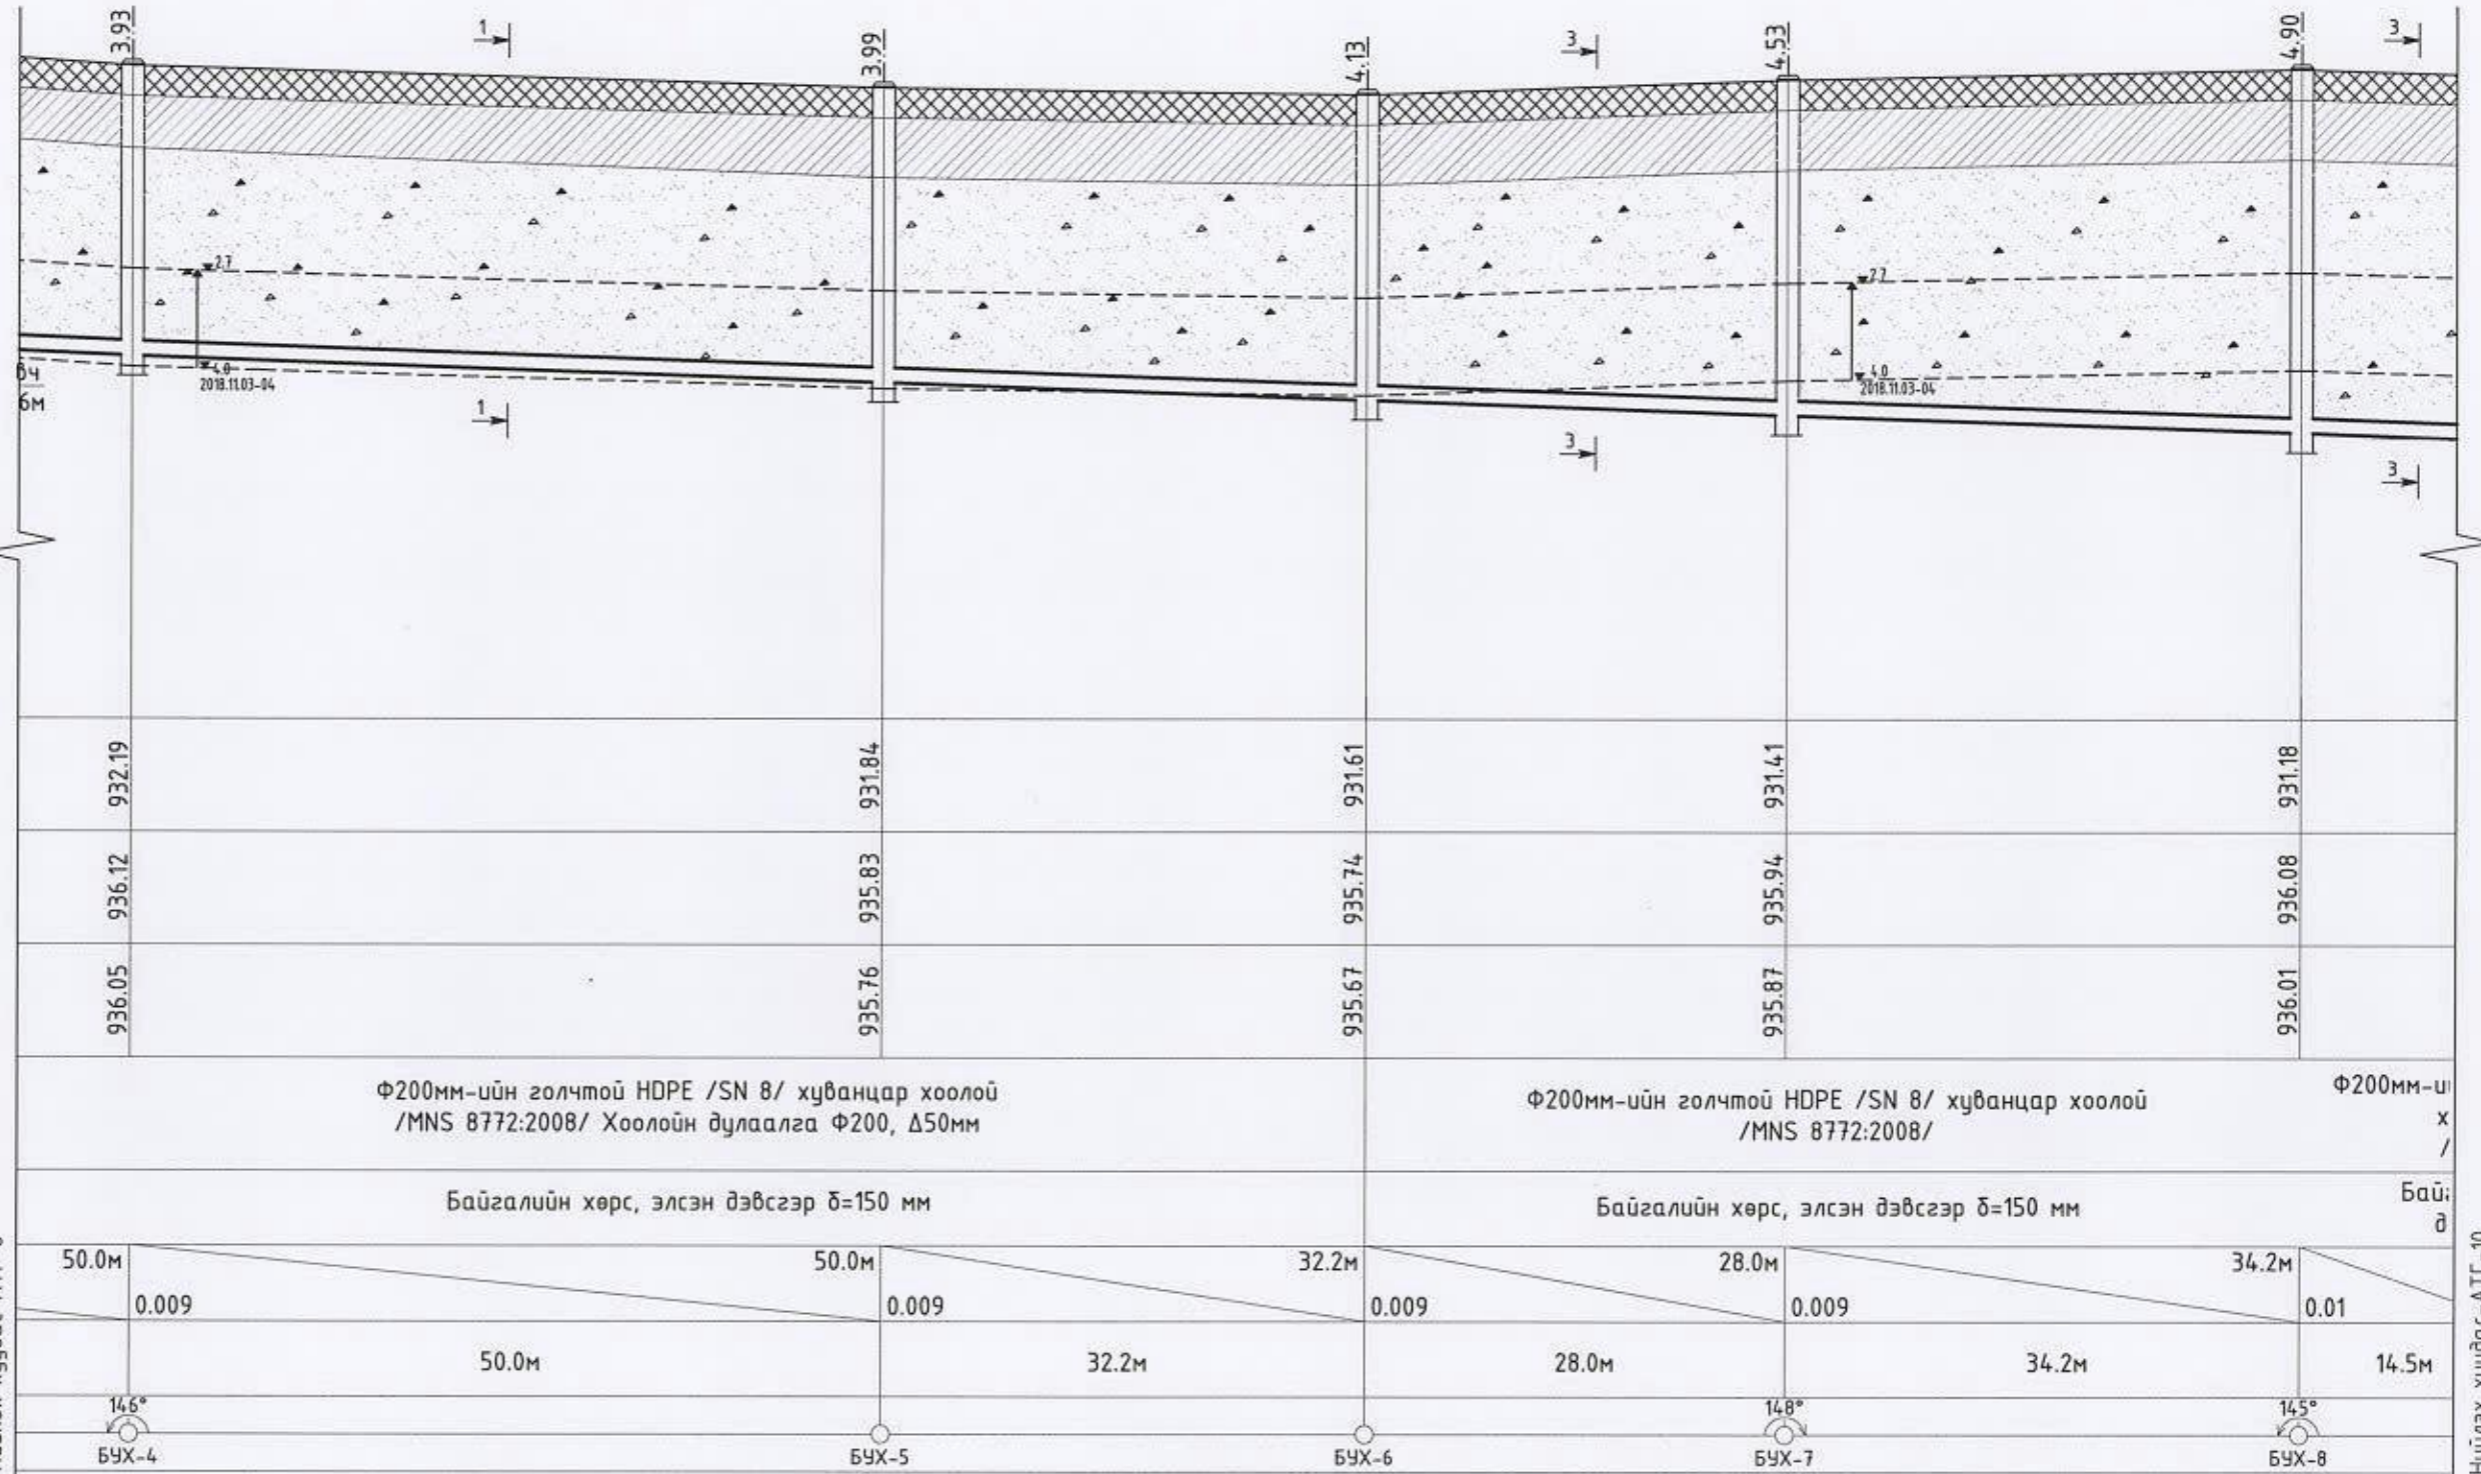 3.93
1
3.99
4.13
3
4.53
4.90
3
2.7
2.7
вч
6м
4.0
2018.11.03-04
4.0
2018.11.03-04
1
3
3
932.19
931.84
931.61
931.41
931.18
936.12
935.83
935.74
935.94
936.08
936.05
935.76
935.67
935.87
936.01
Ф200мм-ийн голчтой HDPE /SN 8/ хуванцар хоолой
/MNS 8772:2008/ Хоолойн дулаалга Ф200, Δ50мм
Ф200мм-ийн голчтой HDPE /SN 8/ хуванцар хоолой
/MNS 8772:2008/
Ф200мм-и
х
/
Байгалийн хөрс, элсэн дэвсгэр δ=150 мм
Байгалийн хөрс, элсэн дэвсгэр δ=150 мм
Байг
д
50.0м
50.0м
32.2м
28.0м
34.2м
0.009
0.009
0.009
0.009
0.01
50.0м
32.2м
28.0м
34.2м
14.5м
146°
148°
145°
БУХ-4
БУХ-5
БУХ-6
БУХ-7
БУХ-8